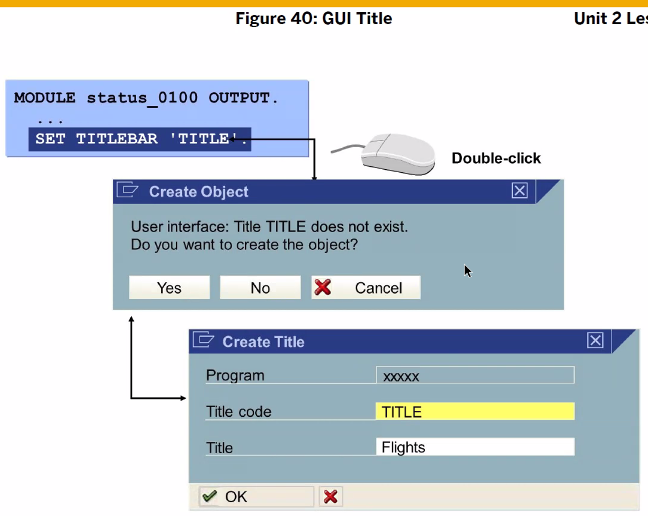 Figure 40: GUI Title
Unit 2
MODULE status_0100 OUTPUT.
...
SET TITLEBAR 'TITLE'.
Double-click
Create Object
User interface: Title TITLE does not exist.
Do you want to create the object?
Yes
No
Cancel
Create Title
Program
xxxxx
Title code
TITLE
Title
Flights
OK